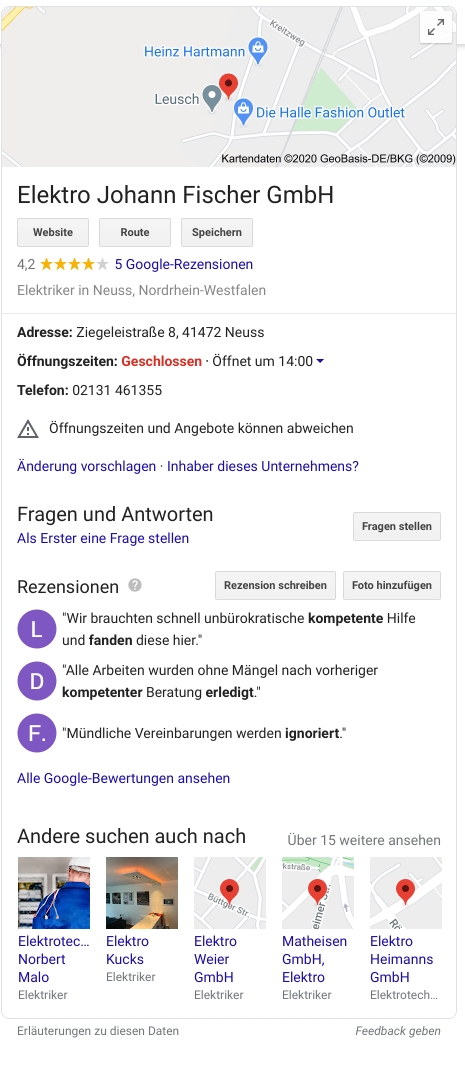 Kreitzweg
Heinz Hartmann
Leusch
Die Halle Fashion Outlet
Kartendaten ©2020 GeoBasis-DE/BKG (©2009)
Elektro Johann Fischer GmbH
Website Route Speichern
4,2 5 Google-Rezensionen
Elektriker in Neuss, Nordrhein-Westfalen
Adresse: Ziegeleistraße 8, 41472 Neuss
Öffnungszeiten: Geschlossen · Öffnet um 14:00
Telefon: 02131 461355
Öffnungszeiten und Angebote können abweichen
Änderung vorschlagen · Inhaber dieses Unternehmens?
Fragen und Antworten
Fragen stellen
Als Erster eine Frage stellen
Rezensionen ? Rezension schreiben Foto hinzufügen
L "Wir brauchten schnell unbürokratische kompetente Hilfe
und fanden diese hier."
D "Alle Arbeiten wurden ohne Mängel nach vorheriger
kompetenter Beratung erledigt."
F. "Mündliche Vereinbarungen werden ignoriert."
Alle Google-Bewertungen ansehen
Andere suchen auch nach Über 15 weitere ansehen
Büttger Str.
kstraße
eimer Str.
Elektrotec...
Norbert
Malo
Elektriker
Elektro
Kucks
Elektriker
Elektro
Weier
GmbH
Elektriker
Matheisen
GmbH,
Elektro
Elektriker
Elektro
Heimanns
GmbH
Elektrotech...
Erläuterungen zu diesen Daten Feedback geben